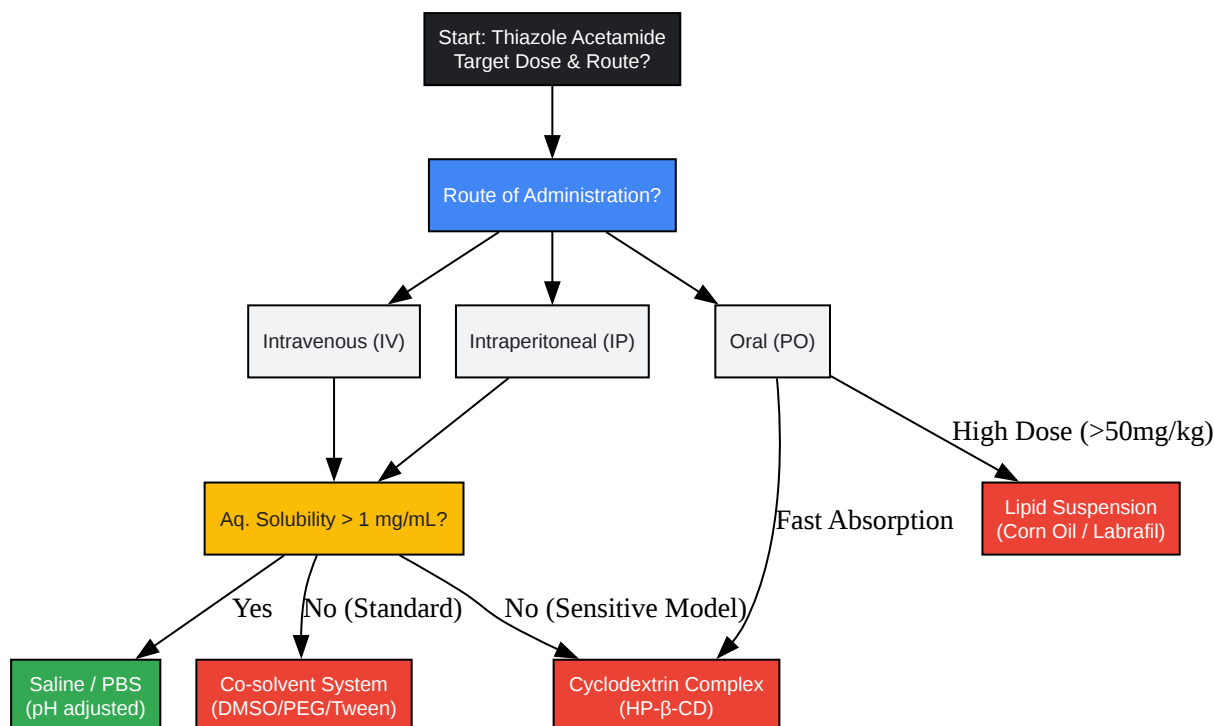 Start: Thiazole Acetamide
Target Dose & Route?
Route of Administration?
Intravenous (IV)
Intraperitoneal (IP)
Oral (PO)
High Dose (>50mg/kg)
Aq. Solubility > 1 mg/mL?
Fast Absorption
Lipid Suspension
(Corn Oil / Labrafil)
Yes
No (Standard)
No (Sensitive Model)
Saline / PBS
(pH adjusted)
Co-solvent System
(DMSO/PEG/Tween)
Cyclodextrin Complex
(HP-β-CD)